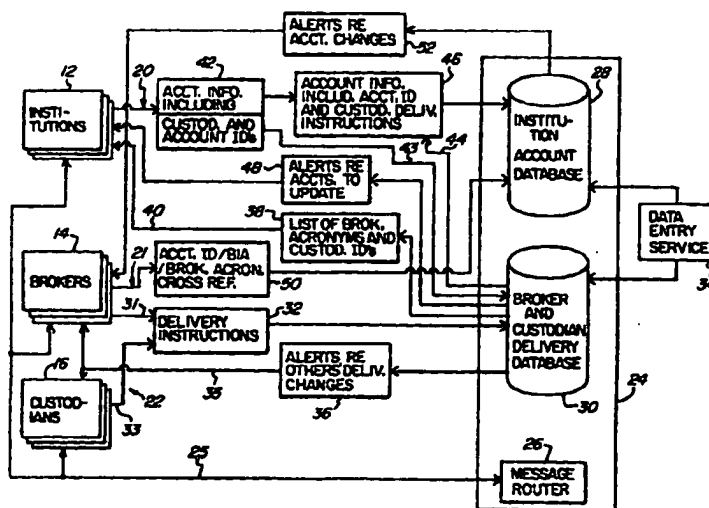 ALERTS RE
ACCT. CHANGES
52
12
INSTI-
TUTIONS
20
42
ACCT. INFO.
INCLUDING
CUSTOD. AND
ACCOUNT ID's
46
ACCOUNT INFO.
INCLUD. ACCT. ID
AND CUSTOD. DELIV.
INSTRUCTIONS
28
INSTITU-
TION
ACCOUNT
DATABASE
44
43
48
ALERTS RE
ACCTS. TO
UPDATE
40
38
LIST OF BROK.
ACRONYMS AND
CUSTOD. ID's
DATA
ENTRY
SERVICE
34
14
BROKERS
21
ACCT. ID/BIA
/BROK. ACRON.
CROSS REF.
50
31
DELIVERY
INSTRUCTIONS
32
BROKER
AND
CUSTODIAN
DELIVERY
DATABASE
30
24
16
CUSTOD-
IANS
22
33
35
ALERTS RE
OTHERS' DELIV.
CHANGES
36
25
26
MESSAGE
ROUTER